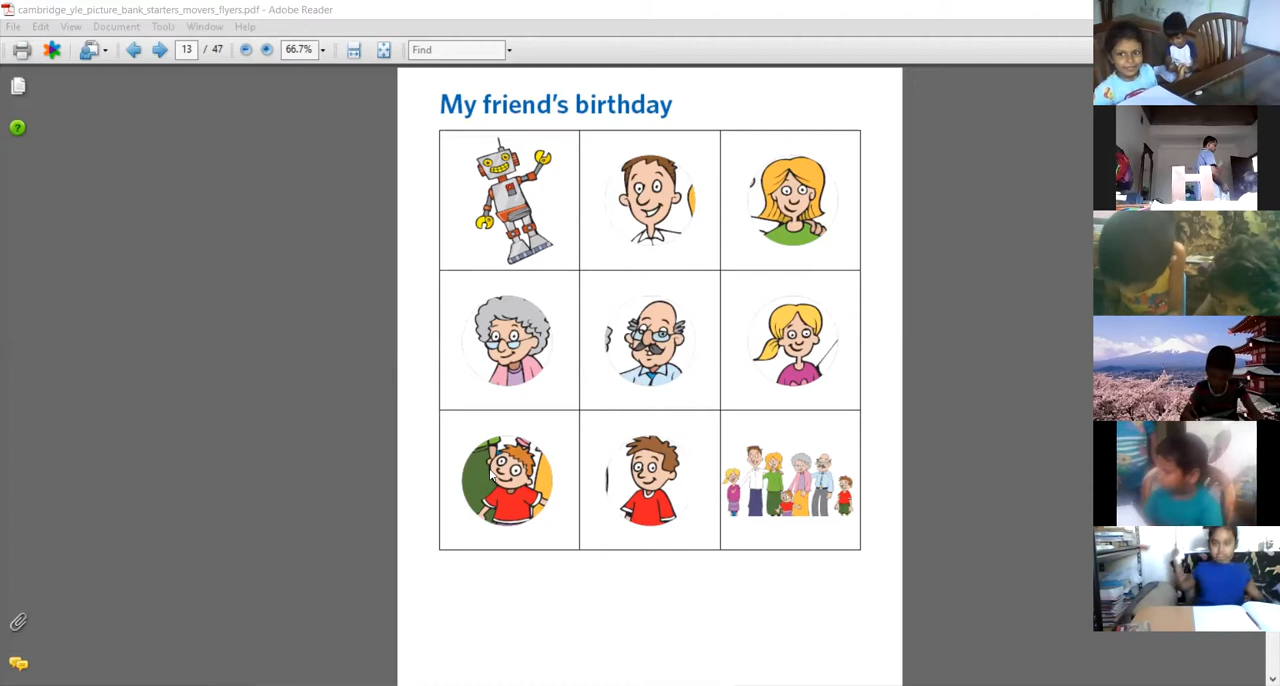 cambridge_yle_picture_bank_starters_movers_flyers.pdf - Adobe Reader
File Edit View Document Tools Window Help
13 / 47 66.7% Find
My friend's birthday